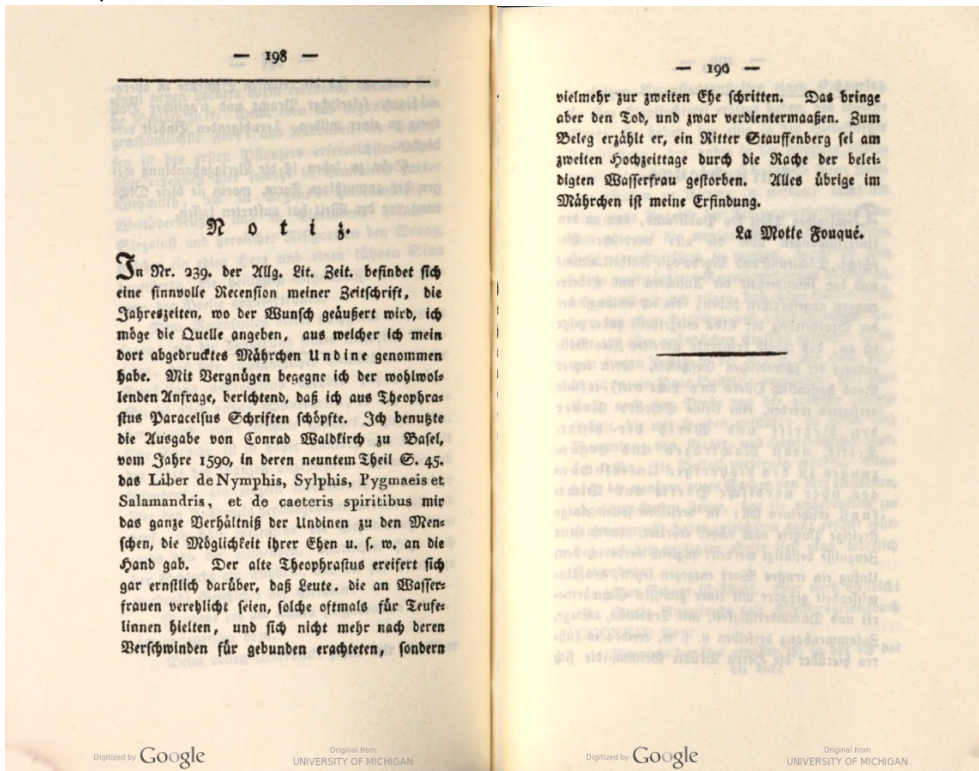 — 198 —
Notiz.
In Nr. 239. der Allg. Lit. Zeit. befindet sich
eine sinnvolle Recension meiner Zeitschrift, die
Jahreszeiten, wo der Wunsch geäußert wird, ich
möge die Quelle angeben, aus welcher ich mein
dort abgedrucktes Mährchen Undine genommen
habe. Mit Vergnügen begegne ich der wohlwol-
lenden Anfrage, berichtend, daß ich aus Theophra-
stus Paracelsus Schriften schöpfte. Ich benutzte
die Ausgabe von Conrad Waldkirch zu Basel,
vom Jahre 1590, in deren neuntem Theil S. 45.
das Liber de Nymphis, Sylphis, Pygmaeis et
Salamandris, et de caeteris spiritibus mir
das ganze Verhältniß der Undinen zu den Men-
schen, die Möglichkeit ihrer Ehen u. s. w. an die
Hand gab. Der alte Theophrastus ereifert sich
gar ernstlich darüber, daß Leute, die an Wasser-
frauen verehlicht seien, solche oftmals für Teufe-
linnen hielten, und sich nicht mehr nach deren
Verschwinden für gebunden erachteten, sondern
Digitized by Google
Original from
UNIVERSITY OF MICHIGAN
— 190 —
vielmehr zur zweiten Ehe schritten. Das bringe
aber den Tod, und zwar verdientermaaßen. Zum
Beleg erzählt er, ein Ritter Stauffenberg sei am
zweiten Hochzeittage durch die Rache der belei-
digten Wasserfrau gestorben. Alles übrige im
Mährchen ist meine Erfindung.
La Motte Fouqué.
Digitized by Google
Original from
UNIVERSITY OF MICHIGAN